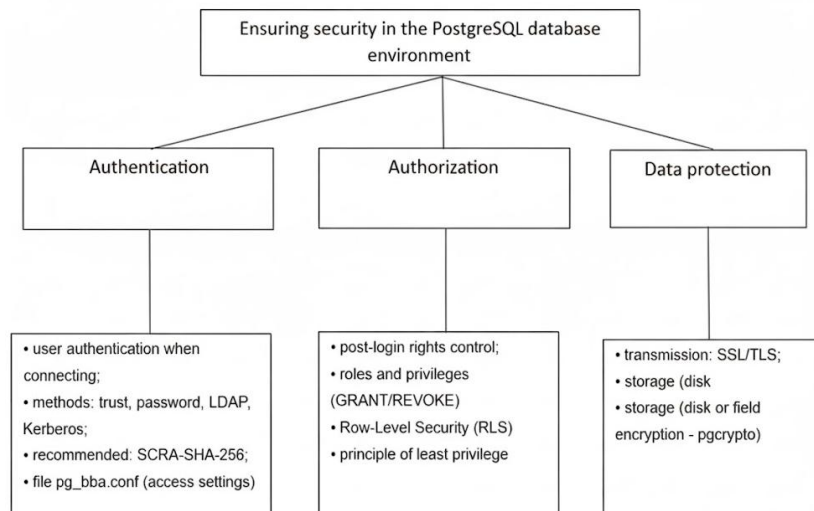 Ensuring security in the PostgreSQL database
environment
Authentication
Authorization
Data protection
• user authentication when
connecting;
• methods: trust, password, LDAP,
Kerberos;
• recommended: SCRA-SHA-256;
• file pg_bba.conf (access settings)
• post-login rights control;
• roles and privileges
(GRANT/REVOKE)
• Row-Level Security (RLS)
• principle of least privilege
• transmission: SSL/TLS;
• storage (disk
• storage (disk or field
encryption - pgcrypto)